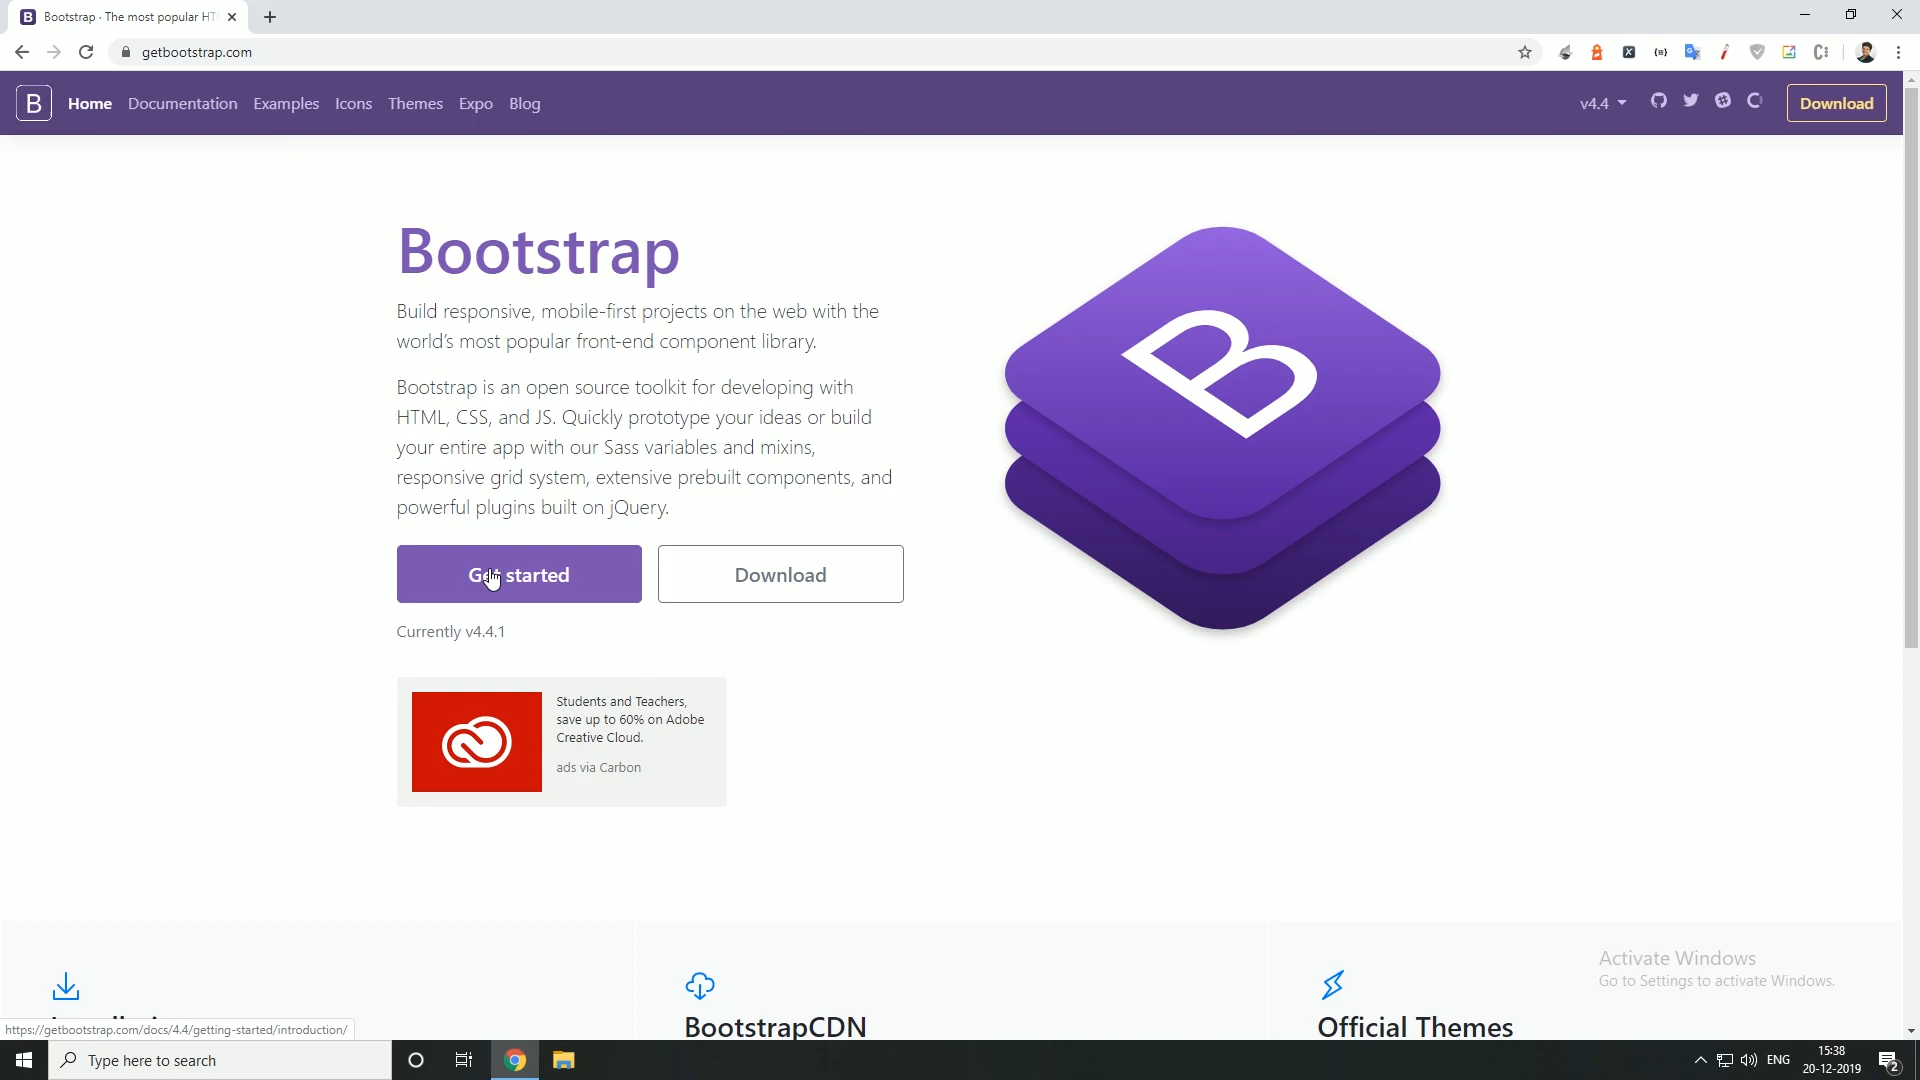 Bootstrap · The most popular HT
getbootstrap.com
B
Home Documentation Examples Icons Themes Expo Blog
v4.4
Download
Bootstrap
Build responsive, mobile-first projects on the web with the
world's most popular front-end component library.
Bootstrap is an open source toolkit for developing with
HTML, CSS, and JS. Quickly prototype your ideas or build
your entire app with our Sass variables and mixins,
responsive grid system, extensive prebuilt components, and
powerful plugins built on jQuery.
B
Get started
Download
Currently v4.4.1
Students and Teachers,
save up to 60% on Adobe
Creative Cloud.
ads via Carbon
Activate Windows
Go to Settings to activate Windows.
BootstrapCDN
Official Themes
https://getbootstrap.com/docs/4.4/getting-started/introduction/
Type here to search
ENG
15:38
20-12-2019
2